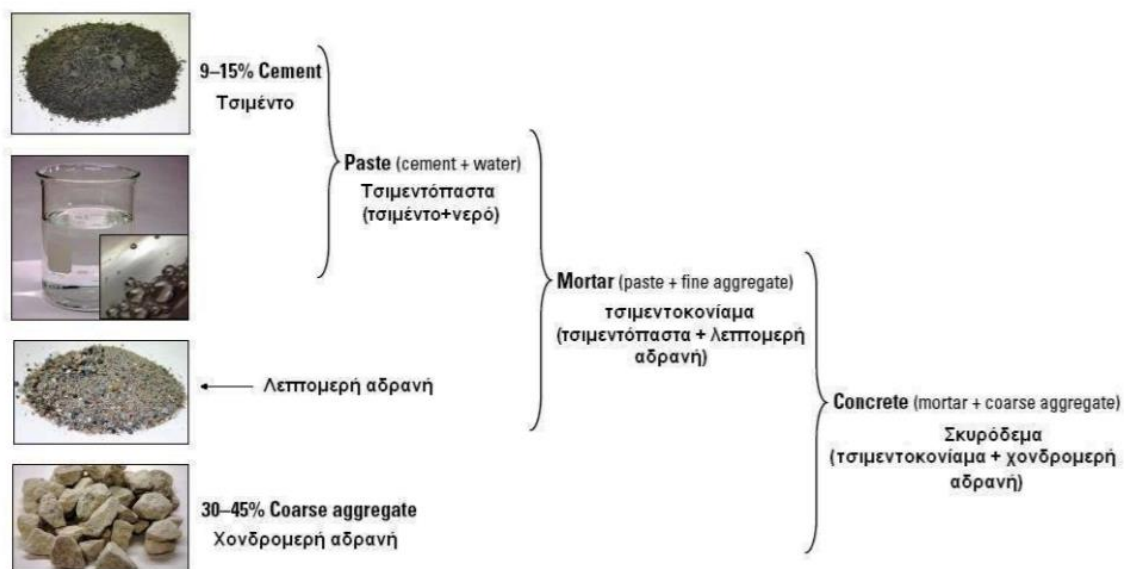 9–15% Cement
Τσιμέντο
Paste (cement + water)
Τσιμεντόπαστα
(τσιμέντο+νερό)
Mortar (paste + fine aggregate)
τσιμεντοκονίαμα
(τσιμεντόπαστα + λεπτομερή
αδρανή)
Λεπτομερή αδρανή
Concrete (mortar + coarse aggregate)
Σκυρόδεμα
(τσιμεντοκονίαμα + χονδρομερή
αδρανή)
30–45% Coarse aggregate
Χονδρομερή αδρανή